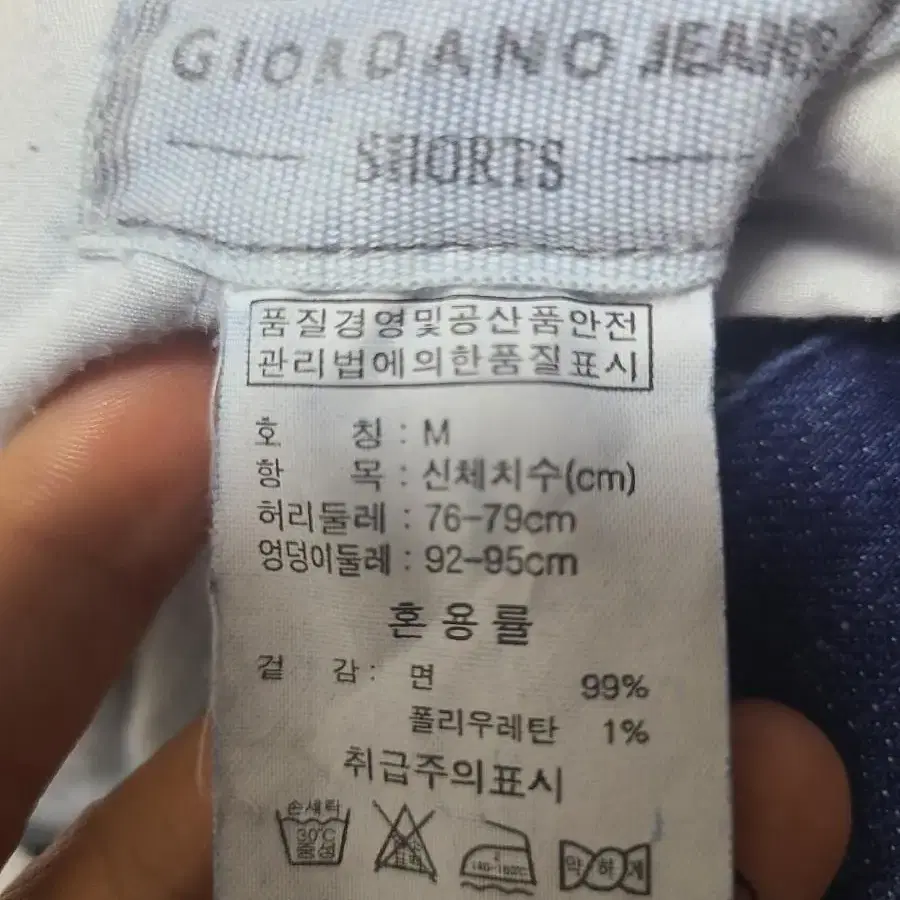 GIORDANO JEANS
SHORTS
품질경영및공산품안전
관리법에의한품질표시
호 칭 : M
항 목 : 신체치수(cm)
허리둘레 : 76-79cm
엉덩이둘레 : 92-95cm
혼용률
겉 감 : 면 99%
폴리우레탄 1%
취급주의표시
손세탁
30℃
중성
약하게